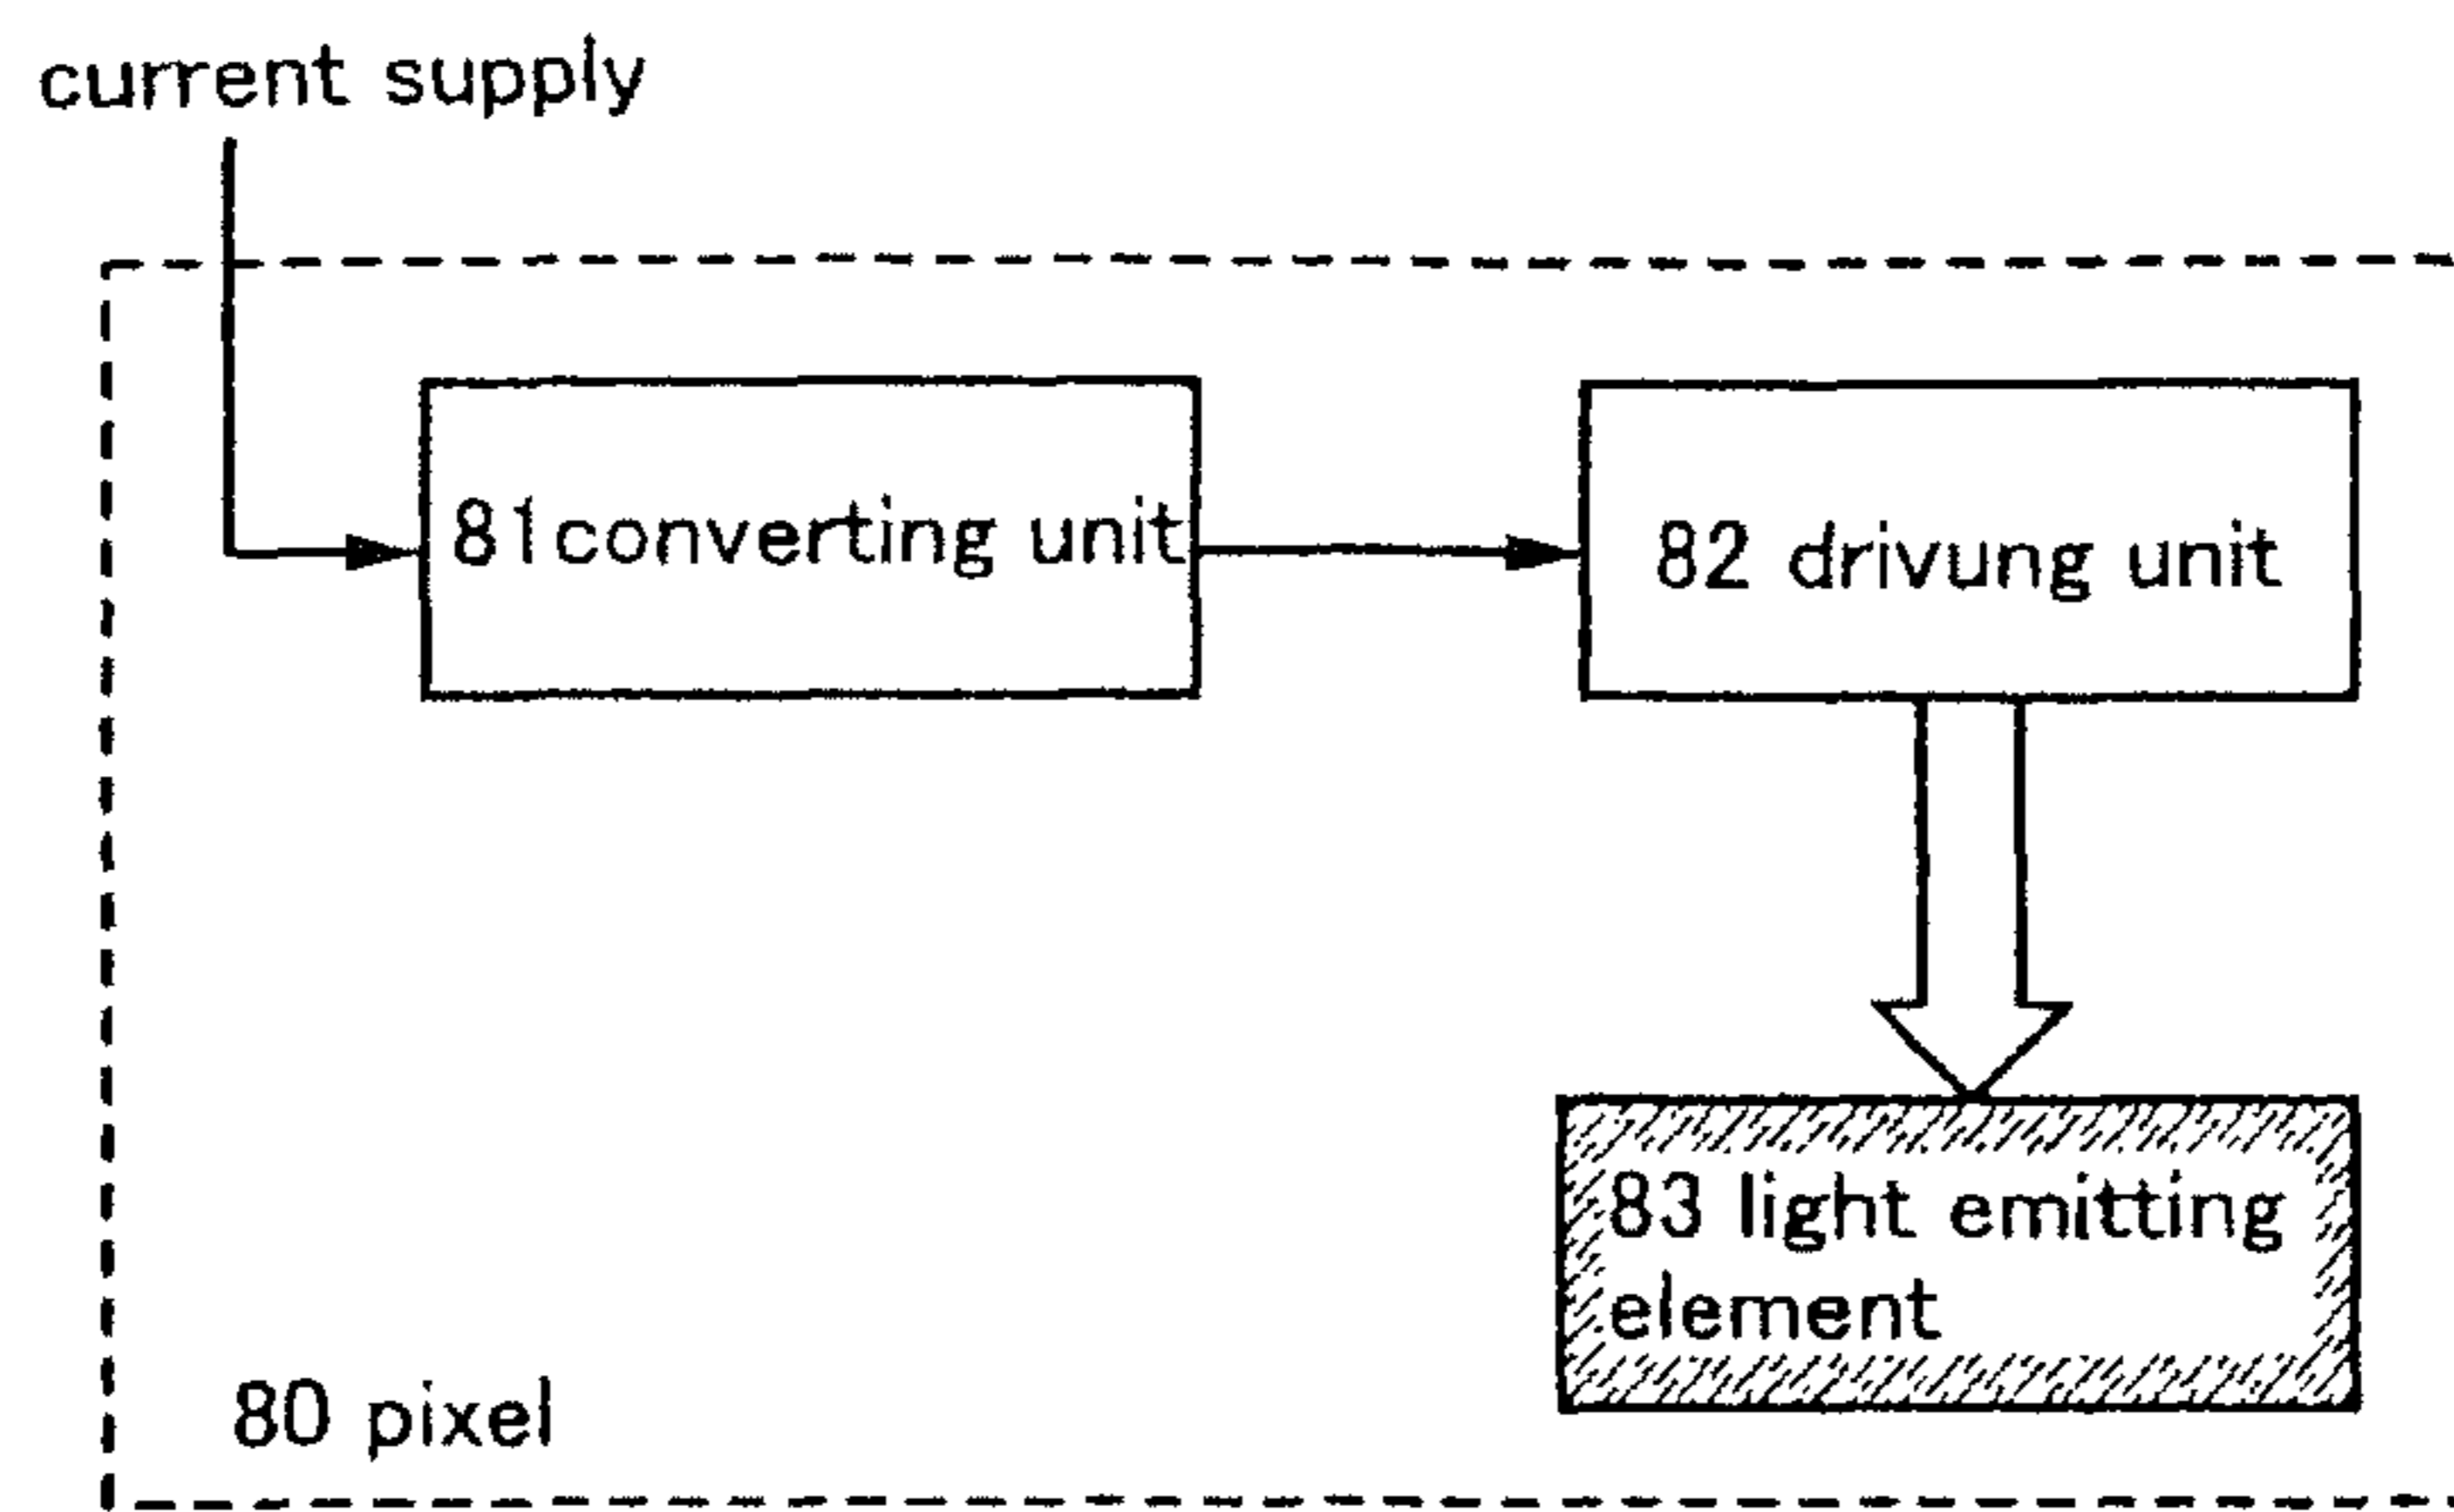 current supply
81converting unit
82 drivung unit
83 light emitting
element
80 pixel